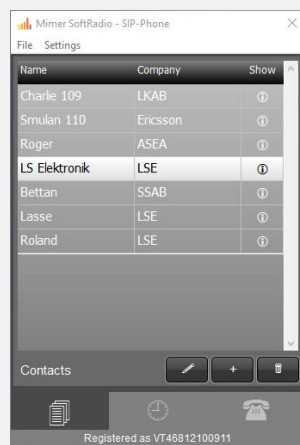 Mimer SoftRadio - SIP-Phone
File Settings
Name Company Show
Charlie 109 LKAB
Smulan 110 Ericsson
Roger ASEA
LS Elektronik LSE
Bettan SSAB
Lasse LSE
Roland LSE
Contacts
Registered as VT46812100911